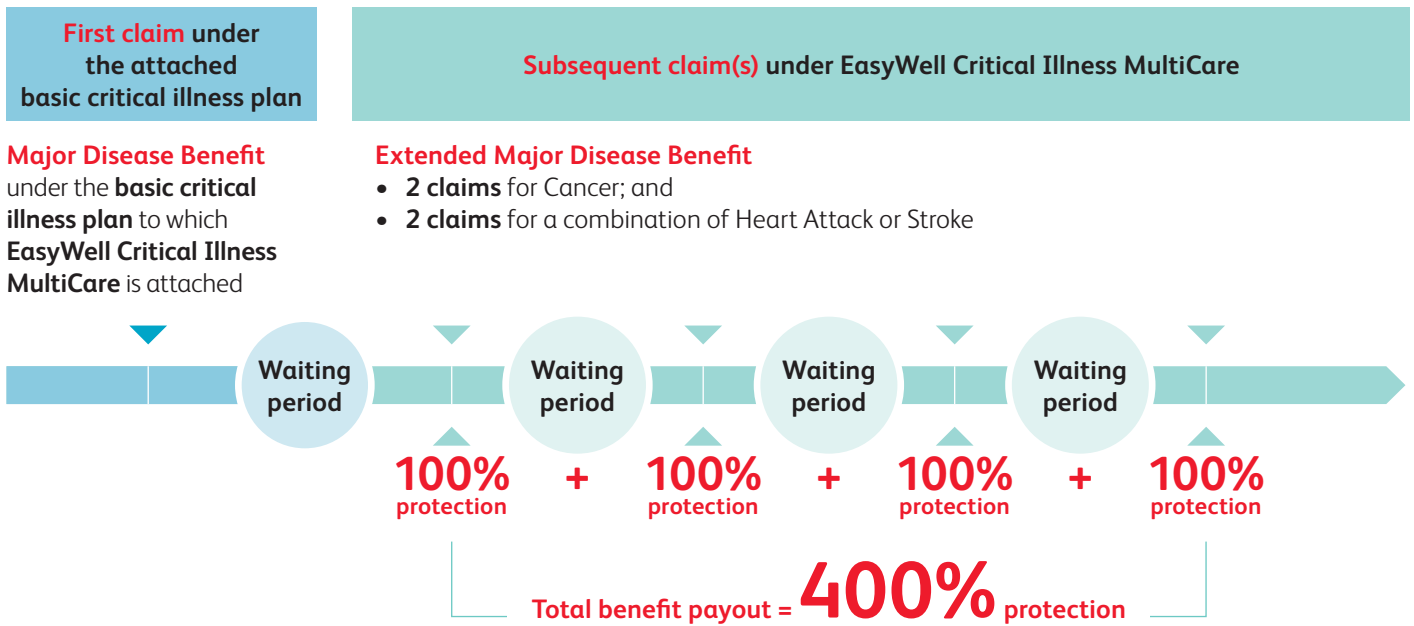 First claim under
the attached
basic critical illness plan
Subsequent claim(s) under EasyWell Critical Illness MultiCare
Major Disease Benefit
under the basic critical
illness plan to which
EasyWell Critical Illness
MultiCare is attached
Extended Major Disease Benefit
• 2 claims for Cancer; and
• 2 claims for a combination of Heart Attack or Stroke
Waiting
period
Waiting
period
Waiting
period
Waiting
period
100%
protection
+
100%
protection
+
100%
protection
+
100%
protection
Total benefit payout = 400% protection